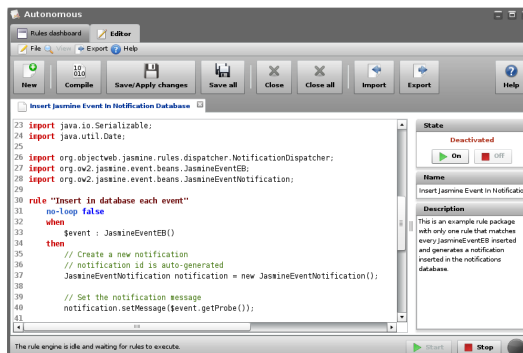 Autonomous
Rules dashboard Editor
File View Export Help
New Compile Save/Apply changes Save all Close Close all Import Export Help
Insert Jasmine Event In Notification Database
23 import java.io.Serializable;
24 import java.util.Date;
25
26 import org.objectweb.jasmine.rules.dispatcher.NotificationDispatcher;
27 import org.ow2.jasmine.event.beans.JasmineEventEB;
28 import org.ow2.jasmine.event.beans.JasmineEventNotification;
29
30 rule "Insert in database each event"
31 no-loop false
32 when
33 $event : JasmineEventEB()
34 then
35 // Create a new notification
36 // notification id is auto-generated
37 JasmineEventNotification notification = new JasmineEventNotification();
38
39 // Set the notification message
40 notification.setMessage($event.getProbe());
41
State
Deactivated
On Off
Name
Insert Jasmine Event In Notificatio
Description
This is an example rule package
with only one rule that matches
every JasmineEventEB inserted
and generates a notification
inserted in the notifications
database.
The rule engine is idle and waiting for rules to execute.
Start Stop